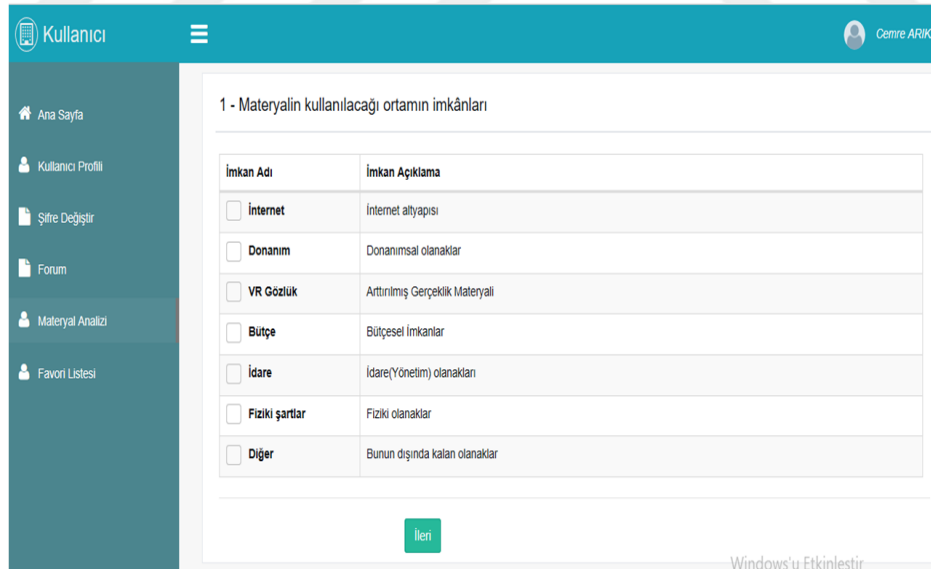 Kullanıcı
Cemre ARIK
Ana Sayfa
Kullanıcı Profili
Şifre Değiştir
Forum
Materyal Analizi
Favori Listesi
1 - Materyalin kullanılacağı ortamın imkânları
İmkan Adı İmkan Açıklama
İnternet İnternet altyapısı
Donanım Donanımsal olanaklar
VR Gözlük Arttırılmış Gerçeklik Materyali
Bütçe Bütçesel İmkanlar
İdare İdare(Yönetim) olanakları
Fiziki şartlar Fiziki olanaklar
Diğer Bunun dışında kalan olanaklar
İleri
Windows'u Etkinleştir